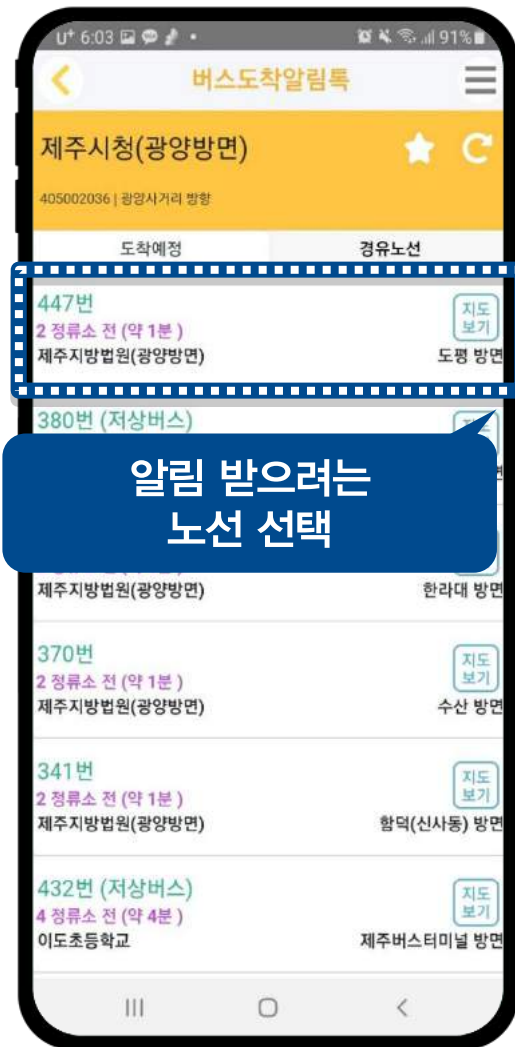 U+ 6:03
91%
버스도착알림톡
제주시청(광양방면)
405002036 | 광양사거리 방향
도착예정
경유노선
447번
지도
보기
2 정류소 전 (약 1분 )
제주지방법원(광양방면)
도평 방면
380번 (저상버스)
알림 받으려는
노선 선택
제주지방법원(광양방면)
한라대 방면
370번
지도
보기
2 정류소 전 (약 1분 )
제주지방법원(광양방면)
수산 방면
341번
지도
보기
2 정류소 전 (약 1분 )
제주지방법원(광양방면)
함덕(신사동) 방면
432번 (저상버스)
지도
보기
4 정류소 전 (약 4분 )
이도초등학교
제주버스터미널 방면